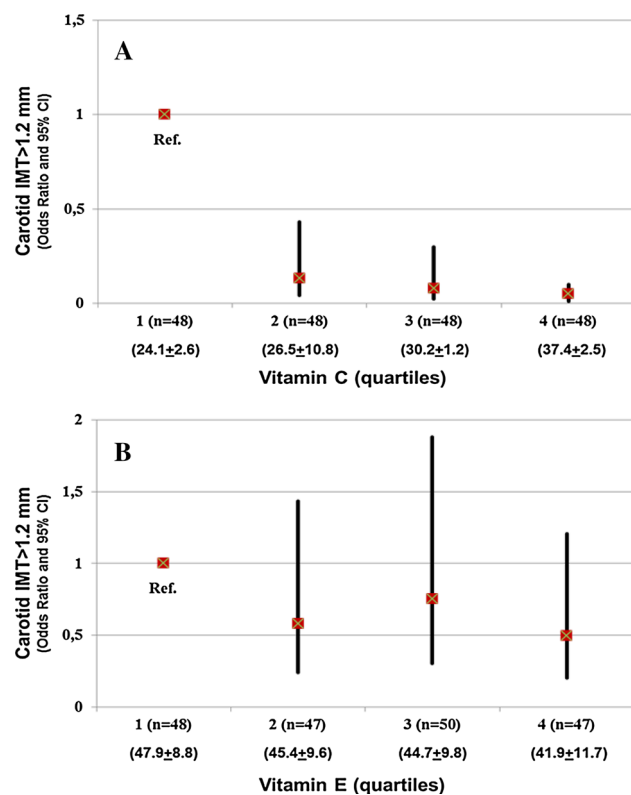 1,5
A
1
Ref.
0,5
0
Carotid IMT>1.2 mm
(Odds Ratio and 95% CI)
1 (n=48) 2 (n=48) 3 (n=48) 4 (n=48)
(24.1±2.6) (26.5±10.8) (30.2±1.2) (37.4±2.5)
Vitamin C (quartiles)
2
B
1,5
1
Ref.
0,5
0
Carotid IMT>1.2 mm
(Odds Ratio and 95% CI)
1 (n=48) 2 (n=47) 3 (n=50) 4 (n=47)
(47.9±8.8) (45.4±9.6) (44.7±9.8) (41.9±11.7)
Vitamin E (quartiles)